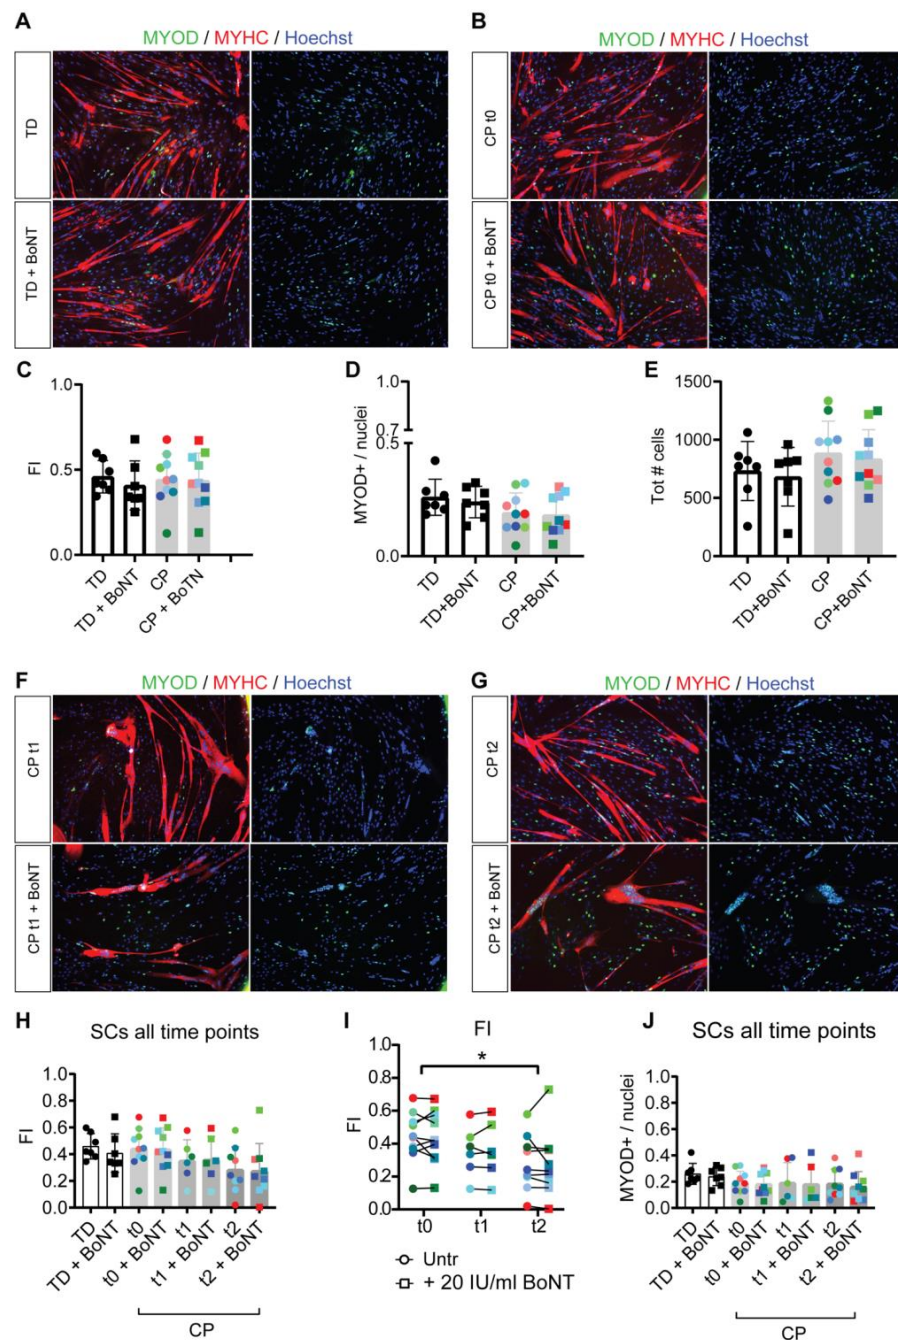 A
MYOD / MYHC / Hoechst
TD
TD + BoNT
B
MYOD / MYHC / Hoechst
CP t0
CP t0 + BoNT
C
FI
1.0
0.5
0.0
TD
TD + BoNT
CP
CP + BoTN
D
MYOD+ / nuclei
1.0
0.7
0.5
0.0
TD
TD+BoNT
CP
CP+BoNT
E
Tot # cells
1500
1000
500
0
TD
TD+BoNT
CP
CP+BoNT
F
MYOD / MYHC / Hoechst
CP t1
CP t1 + BoNT
G
MYOD / MYHC / Hoechst
CP t2
CP t2 + BoNT
H
SCs all time points
FI
1.0
0.8
0.6
0.4
0.2
0.0
TD
TD + BoNT
t0
t0 + BoNT
t1
t1 + BoNT
t2
t2 + BoNT
CP
I
FI
*
FI
1.0
0.8
0.6
0.4
0.2
0.0
t0
t1
t2
Untr
+ 20 IU/ml BoNT
J
SCs all time points
MYOD+ / nuclei
1.0
0.8
0.6
0.4
0.2
0.0
TD
TD + BoNT
t0
t0 + BoNT
t1
t1 + BoNT
t2
t2 + BoNT
CP